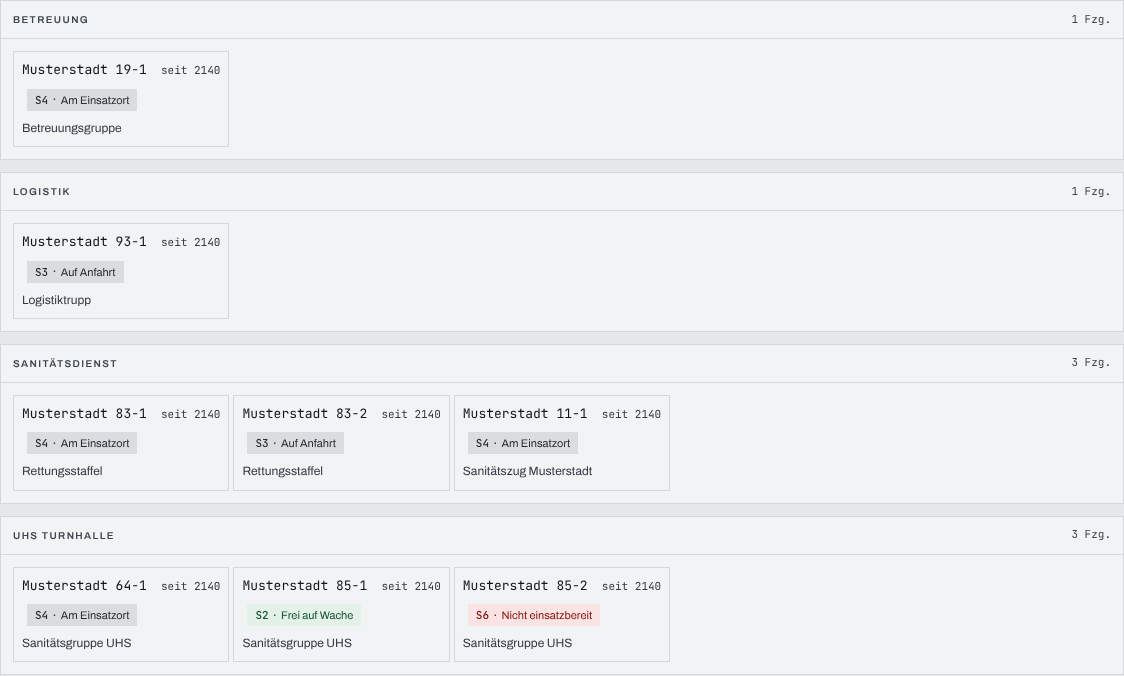 BETREUUNG 1 Fzg.
Musterstadt 19-1 seit 2140
S4 · Am Einsatzort
Betreuungsgruppe
LOGISTIK 1 Fzg.
Musterstadt 93-1 seit 2140
S3 · Auf Anfahrt
Logistiktrupp
SANITÄTSDIENST 3 Fzg.
Musterstadt 83-1 seit 2140 Musterstadt 83-2 seit 2140 Musterstadt 11-1 seit 2140
S4 · Am Einsatzort S3 · Auf Anfahrt S4 · Am Einsatzort
Rettungsstaffel Rettungsstaffel Sanitätszug Musterstadt
UHS TURNHALLE 3 Fzg.
Musterstadt 64-1 seit 2140 Musterstadt 85-1 seit 2140 Musterstadt 85-2 seit 2140
S4 · Am Einsatzort S2 · Frei auf Wache S6 · Nicht einsatzbereit
Sanitätsgruppe UHS Sanitätsgruppe UHS Sanitätsgruppe UHS